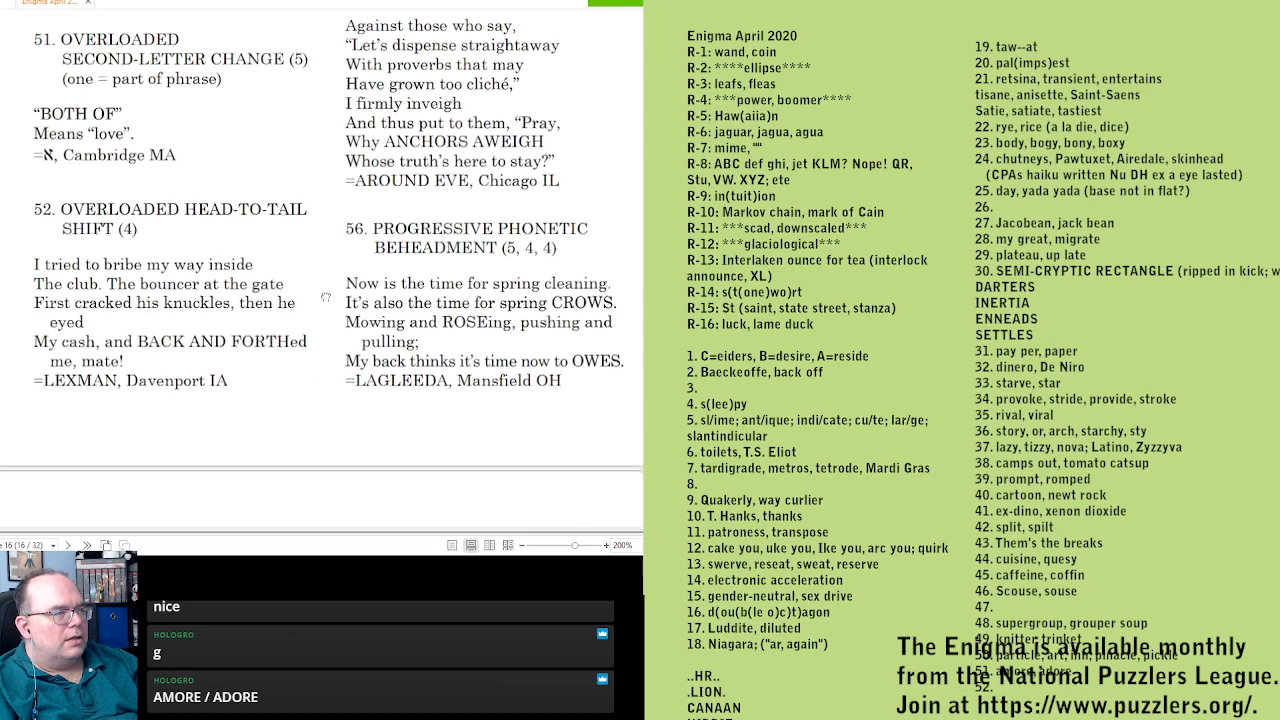 Enigma April 2...
51. OVERLOADED
SECOND-LETTER CHANGE (5)
(one = part of phrase)
“BOTH OF”
Means “love”.
=ℵ, Cambridge MA
52. OVERLOADED HEAD-TO-TAIL
SHIFT (4)
I tried to bribe my way inside
The club. The bouncer at the gate
First cracked his knuckles, then he
eyed
My cash, and BACK AND FORTHed
me, mate!
=LEXMAN, Davenport IA
Against those who say,
“Let’s dispense straightaway
With proverbs that may
Have grown too cliché,”
I firmly inveigh
And thus put to them, “Pray,
Why ANCHORS AWEIGH
Whose truth’s here to stay?”
=AROUND EVE, Chicago IL
56. PROGRESSIVE PHONETIC
BEHEADMENT (5, 4, 4)
Now is the time for spring cleaning.
It’s also the time for spring CROWS.
Mowing and ROSEing, pushing and
pulling;
My back thinks it’s time now to OWES.
=LAGLEEDA, Mansfield OH
e 16 (16 / 32)
200%
nice
HOLOGRO
g
HOLOGRO
AMORE / ADORE
Enigma April 2020
R-1: wand, coin
R-2: ****ellipse****
R-3: leafs, fleas
R-4: ***power, boomer****
R-5: Haw(aiia)n
R-6: jaguar, jagua, agua
R-7: mime, ""
R-8: ABC def ghi, jet KLM? Nope! QR,
Stu, VW. XYZ; ete
R-9: in(tuit)ion
R-10: Markov chain, mark of Cain
R-11: ***scad, downscaled***
R-12: ***glaciological***
R-13: Interlaken ounce for tea (interlock
announce, XL)
R-14: s(t(one)wo)rt
R-15: St (saint, state street, stanza)
R-16: luck, lame duck
1. C=eiders, B=desire, A=reside
2. Baeckeoffe, back off
3.
4. s(lee)py
5. sl/ime; ant/ique; indi/cate; cu/te; lar/ge;
slantindicular
6. toilets, T.S. Eliot
7. tardigrade, metros, tetrode, Mardi Gras
8.
9. Quakerly, way curlier
10. T. Hanks, thanks
11. patroness, transpose
12. cake you, uke you, Ike you, arc you; quirk
13. swerve, reseat, sweat, reserve
14. electronic acceleration
15. gender-neutral, sex drive
16. d(ou(b(le o)c)t)agon
17. Luddite, diluted
18. Niagara; ("ar, again")
..HR..
.LION.
CANAAN
19. taw--at
20. pal(imps)est
21. retsina, transient, entertains
tisane, anisette, Saint-Saens
Satie, satiate, tastiest
22. rye, rice (a la die, dice)
23. body, bogy, bony, boxy
24. chutneys, Pawtuxet, Airedale, skinhead
(CPAs haiku written Nu DH ex a eye lasted)
25. day, yada yada (base not in flat?)
26.
27. Jacobean, jack bean
28. my great, migrate
29. plateau, up late
30. SEMI-CRYPTIC RECTANGLE (ripped in kick; w
DARTERS
INERTIA
ENNEADS
SETTLES
31. pay per, paper
32. dinero, De Niro
33. starve, star
34. provoke, stride, provide, stroke
35. rival, viral
36. story, or, arch, starchy, sty
37. lazy, tizzy, nova; Latino, Zyzzyva
38. camps out, tomato catsup
39. prompt, romped
40. cartoon, newt rock
41. ex-dino, xenon dioxide
42. split, spilt
43. Them's the breaks
44. cuisine, quesy
45. caffeine, coffin
46. Scouse, souse
47.
48. supergroup, grouper soup
49. knitter trinket
50. particle, art; inn, pinacle, pickle
51. amore, adore
52.
The Enigma is available monthly
from the National Puzzlers League.
Join at https://www.puzzlers.org/.